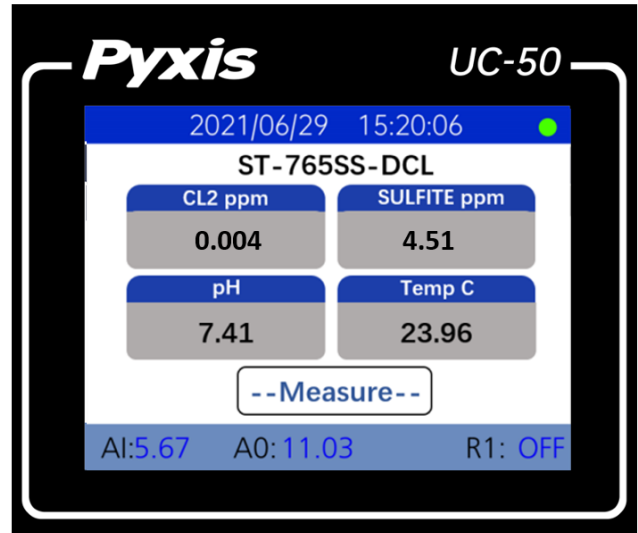 Pyxis UC-50
2021/06/29 15:20:06
ST-765SS-DCL
CL2 ppm SULFITE ppm
0.004 4.51
pH Temp C
7.41 23.96
--Measure--
AI:5.67 A0:11.03 R1: OFF